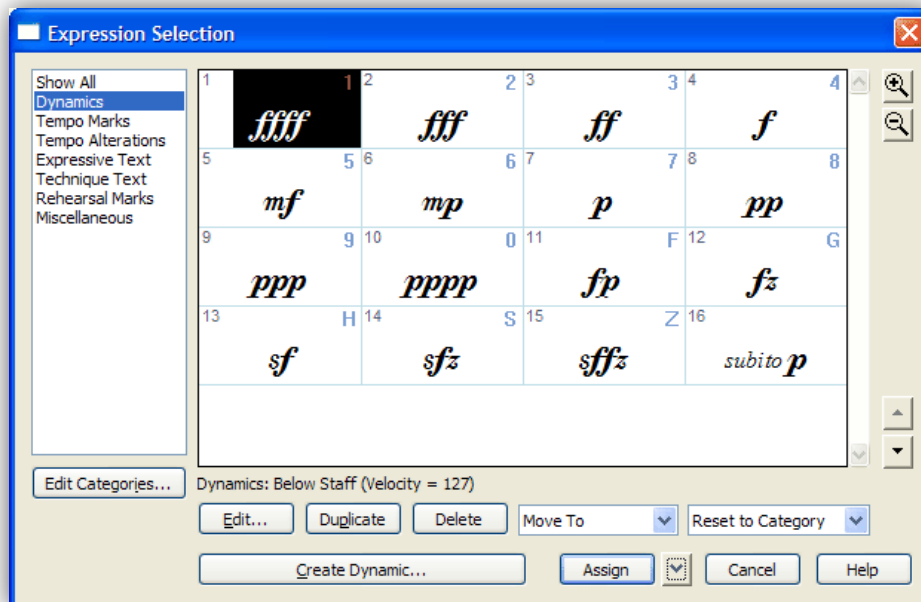 Expression Selection
Show All
Dynamics
Tempo Marks
Tempo Alterations
Expressive Text
Technique Text
Rehearsal Marks
Miscellaneous
1 1 2 2 3 3 4 4
ffff fff ff f
5 5 6 6 7 7 8 8
mf mp p pp
9 9 10 0 11 F 12 G
ppp pppp fp fz
13 H 14 S 15 Z 16
sf sfz sffz subito p
Edit Categories... Dynamics: Below Staff (Velocity = 127)
Edit... Duplicate Delete Move To Reset to Category
Create Dynamic... Assign Cancel Help